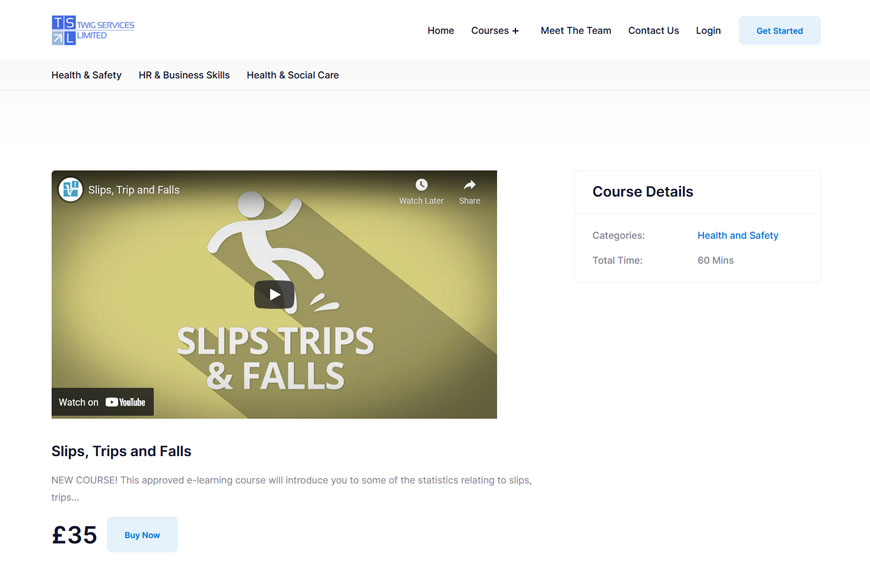 TS
L
TWIG SERVICES
LIMITED
Home
Courses +
Meet The Team
Contact Us
Login
Get Started
Health & Safety
HR & Business Skills
Health & Social Care
Slips, Trip and Falls
Watch Later
Share
SLIPS TRIPS
& FALLS
Watch on YouTube
Course Details
Categories: Health and Safety
Total Time: 60 Mins
Slips, Trips and Falls
NEW COURSE! This approved e-learning course will introduce you to some of the statistics relating to slips,
trips...
£35
Buy Now